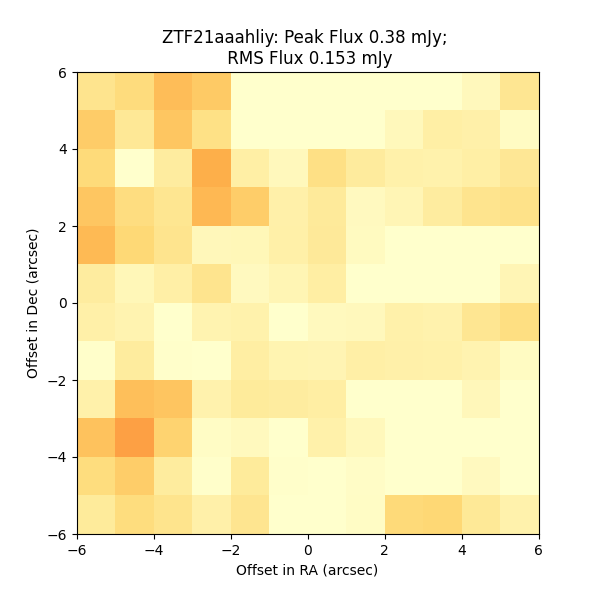 ZTF21aaahliy: Peak Flux 0.38 mJy;
RMS Flux 0.153 mJy
6
4
2
0
−2
−4
−6
Offset in Dec (arcsec)
−6 −4 −2 0 2 4 6
Offset in RA (arcsec)